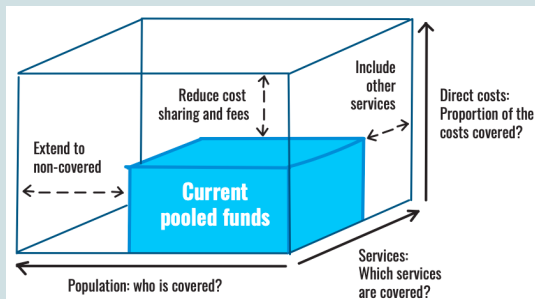 Reduce cost
sharing and fees
Include
other
services
Direct costs:
Proportion of the
costs covered?
Extend to
non-covered
Current
pooled funds
Services:
Which services
are covered?
Population: who is covered?